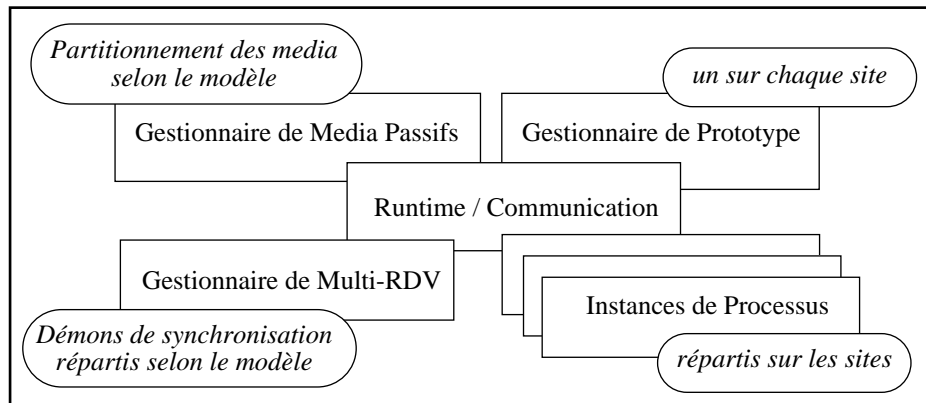 Partitionnement des media
selon le modèle
un sur chaque site
Gestionnaire de Media Passifs
Gestionnaire de Prototype
Runtime / Communication
Gestionnaire de Multi-RDV
Instances de Processus
Démons de synchronisation
répartis selon le modèle
répartis sur les sites